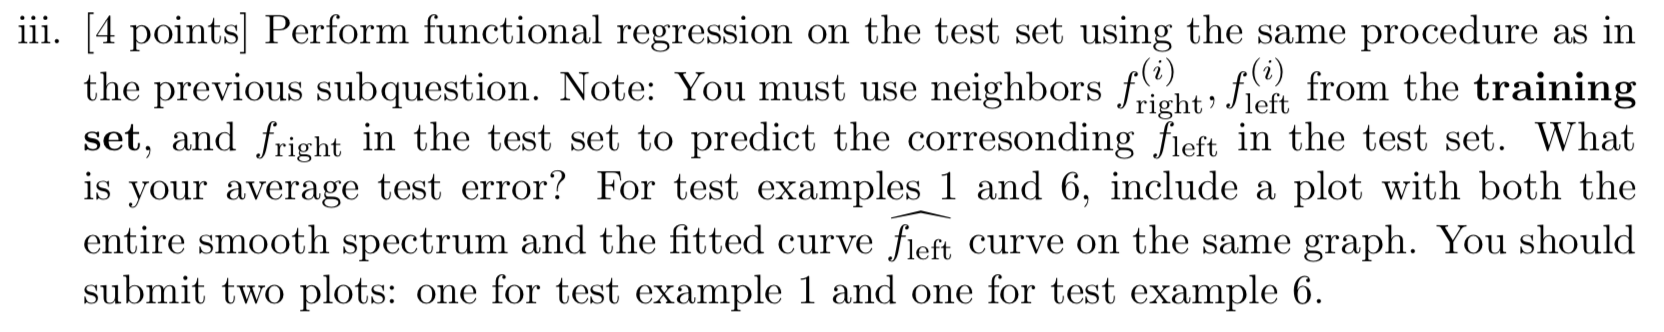 iii. [4 points] Perform functional regression on the test set using the same procedure as in
the previous subquestion. Note: You must use neighbors $f_{\text{right}}^{(i)}, f_{\text{left}}^{(i)}$ from the training
set, and $f_{\text{right}}$ in the test set to predict the corresonding $f_{\text{left}}$ in the test set. What
is your average test error? For test examples 1 and 6, include a plot with both the
entire smooth spectrum and the fitted curve $\widehat{f_{\text{left}}}$ curve on the same graph. You should
submit two plots: one for test example 1 and one for test example 6.